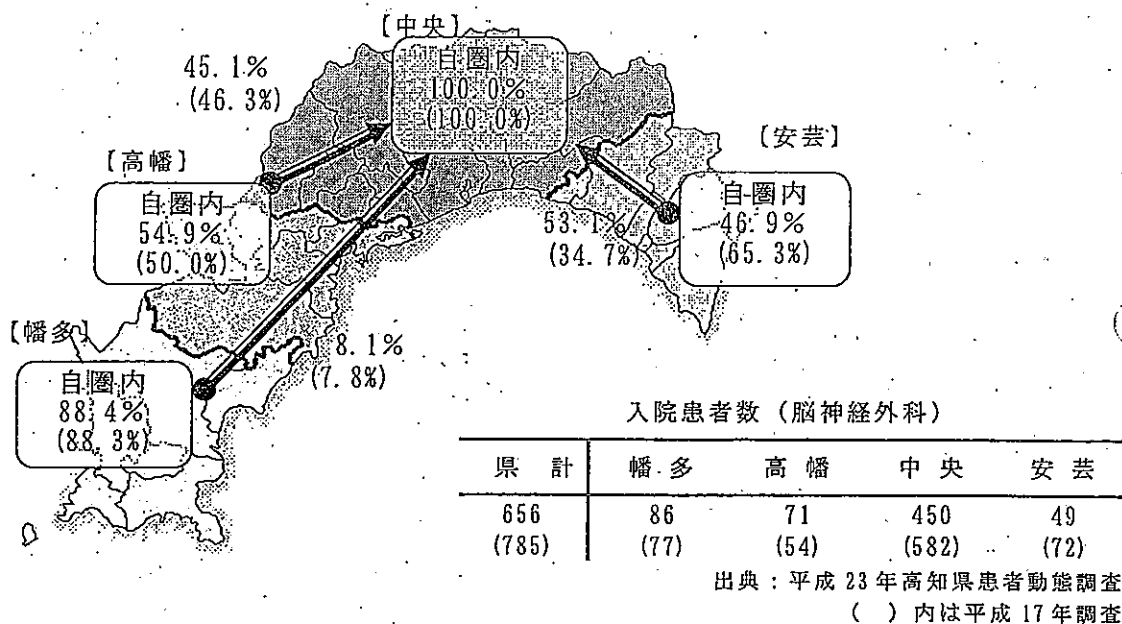 【中央】
自圏内
100.0%
(100.0%)
45.1%
(46.3%)
【高幡】
自圏内
54.9%
(50.0%)
【安芸】
自圏内
46.9%
(65.3%)
53.1%
(34.7%)
【幡多】
自圏内
88.4%
(88.3%)
8.1%
(7.8%)
入院患者数（脳神経外科）
県計 幡多 高幡 中央 安芸
656 86 71 450 49
(785) (77) (54) (582) (72)
出典：平成23年高知県患者動態調査
（ ）内は平成17年調査